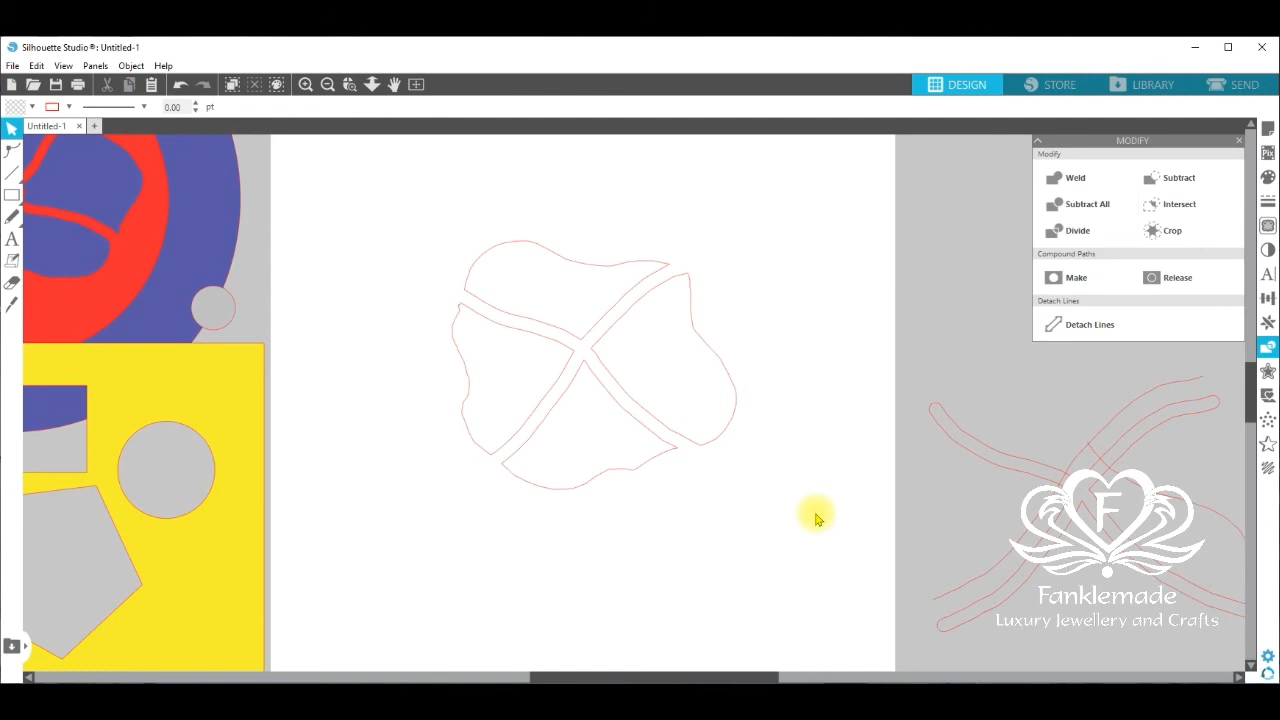 Silhouette Studio®: Untitled-1
File Edit View Panels Object Help
DESIGN STORE LIBRARY SEND
0.00 pt
Untitled-1
MODIFY
Modify
Weld Subtract
Subtract All Intersect
Divide Crop
Compound Paths
Make Release
Detach Lines
Detach Lines
F
Fanklemade
Luxury Jewellery and Crafts